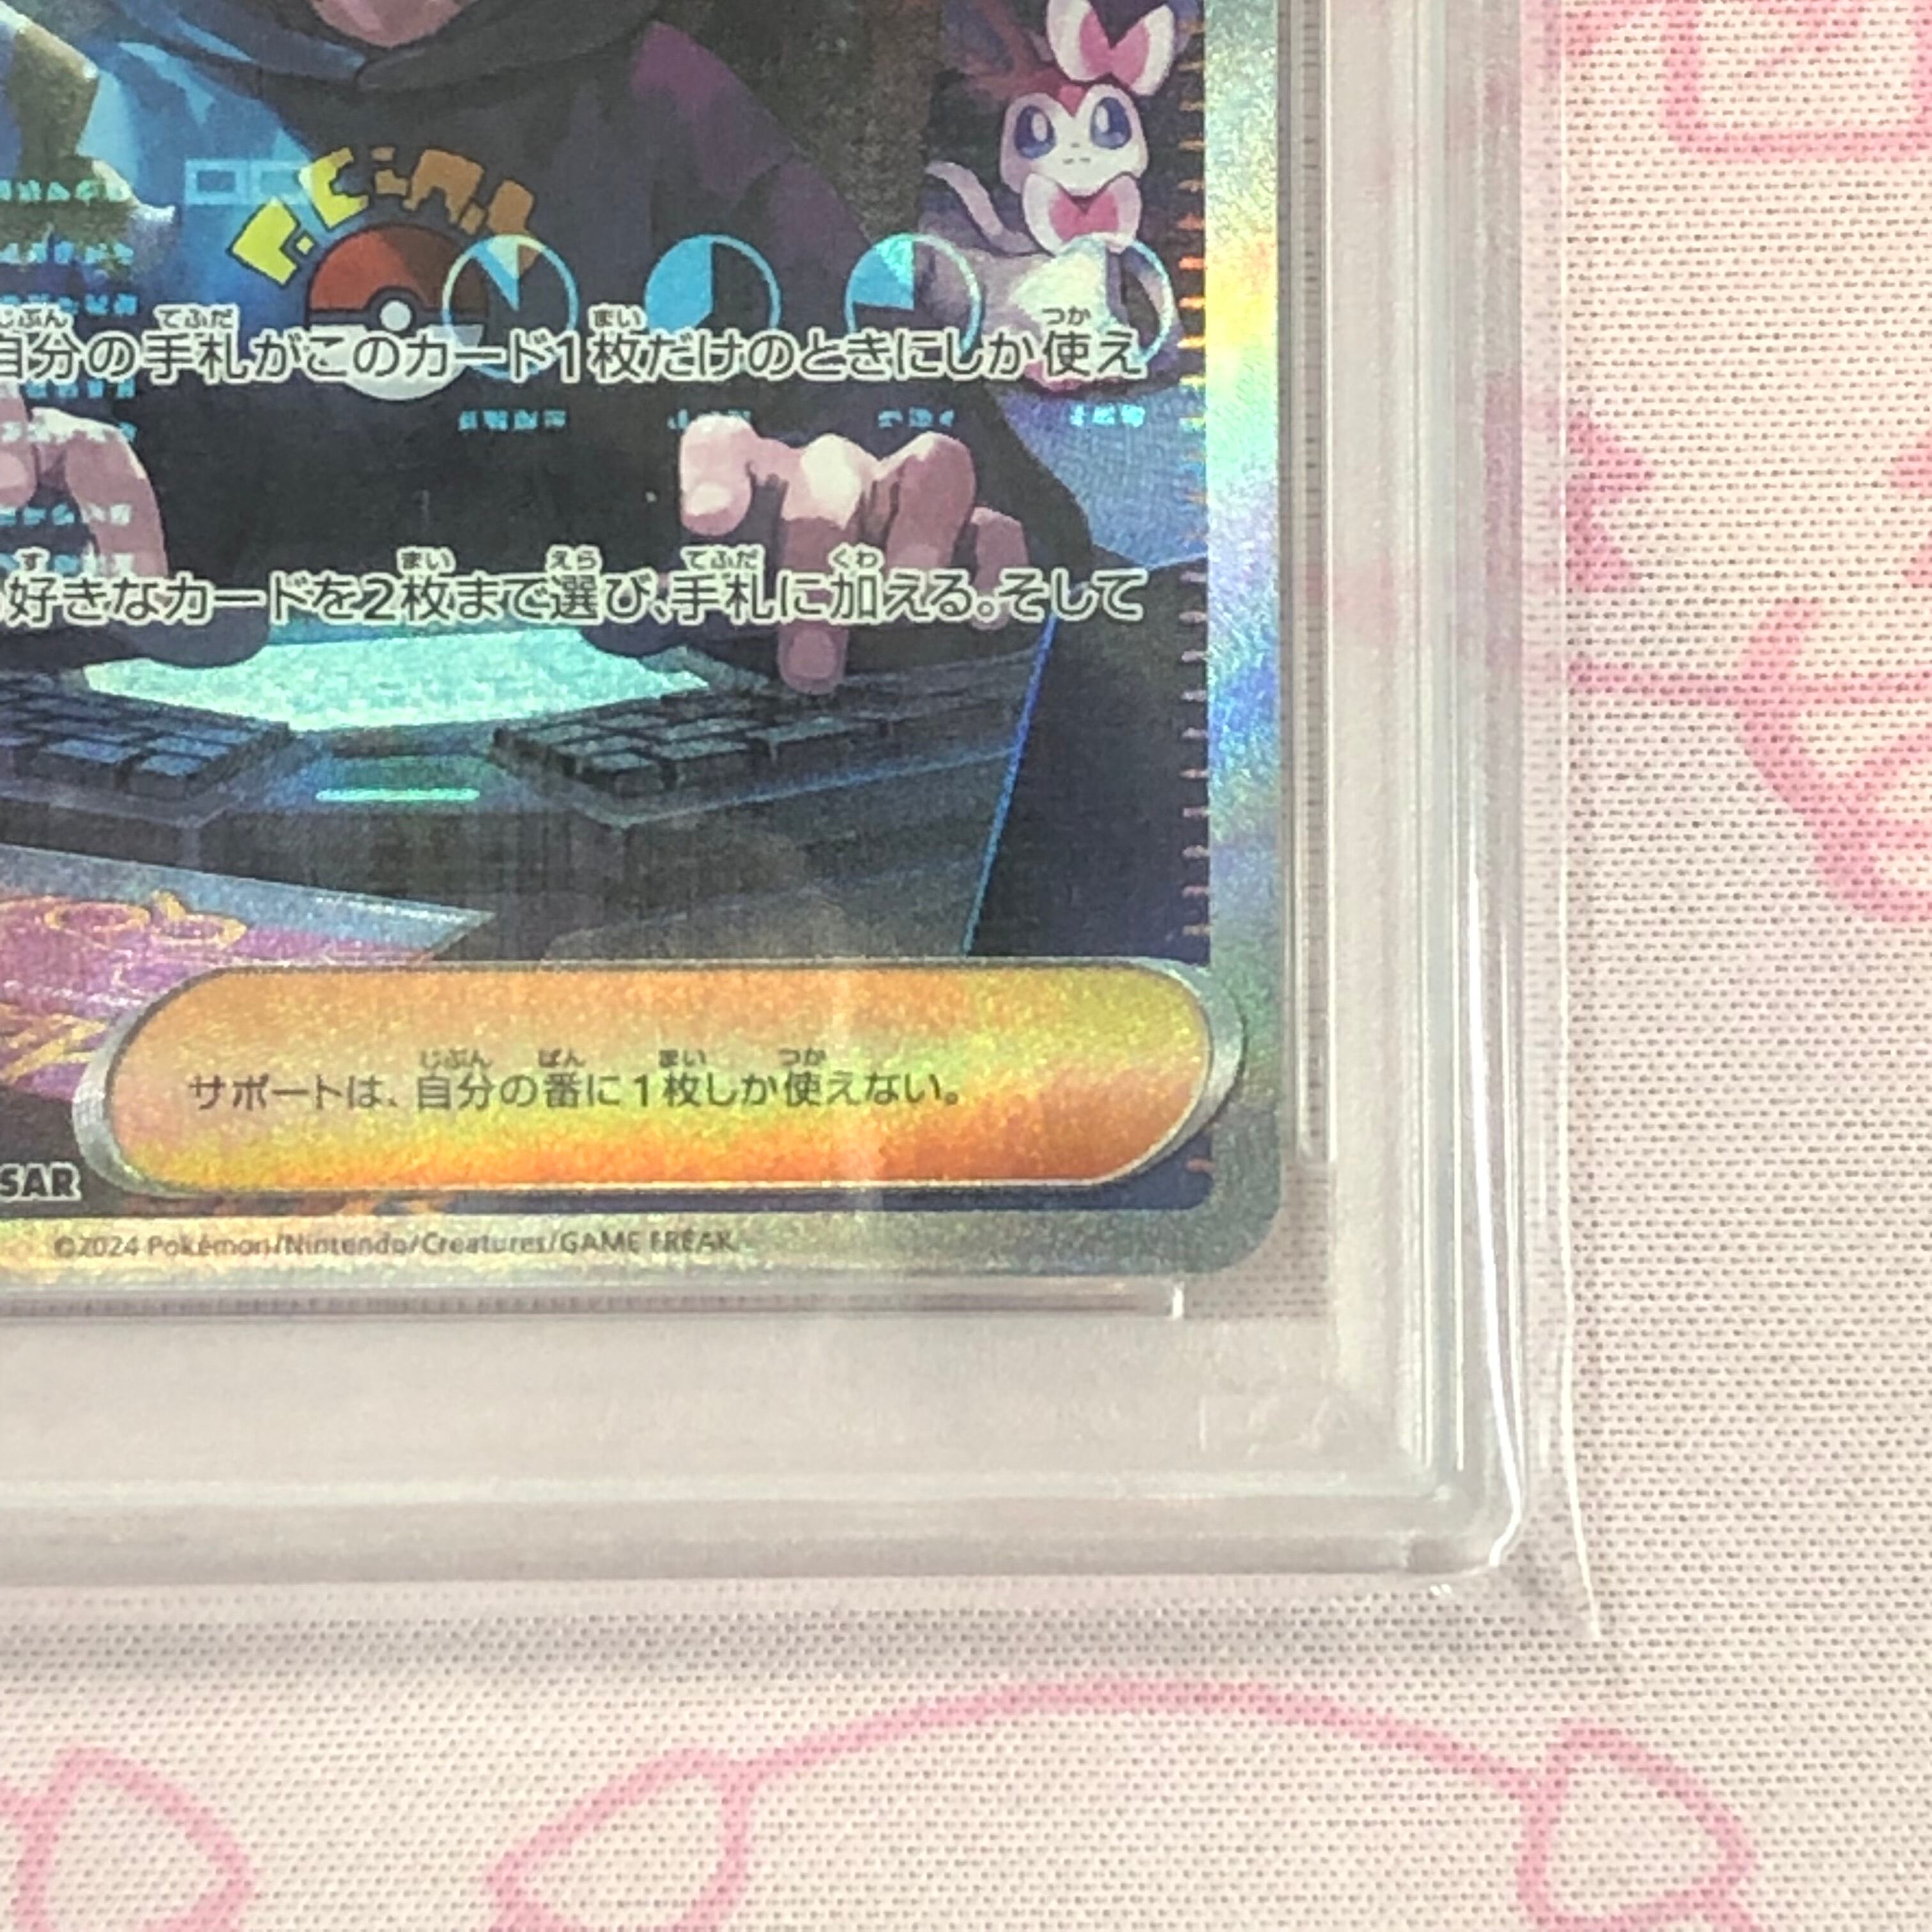 自分の手札がこのカード1枚だけのときにしか使え
好きなカードを2枚まで選び、手札に加える。そして
サポートは、自分の番に1枚しか使えない。
SAR
©2024 Pokémon/Nintendo/Creatures/GAME FREAK